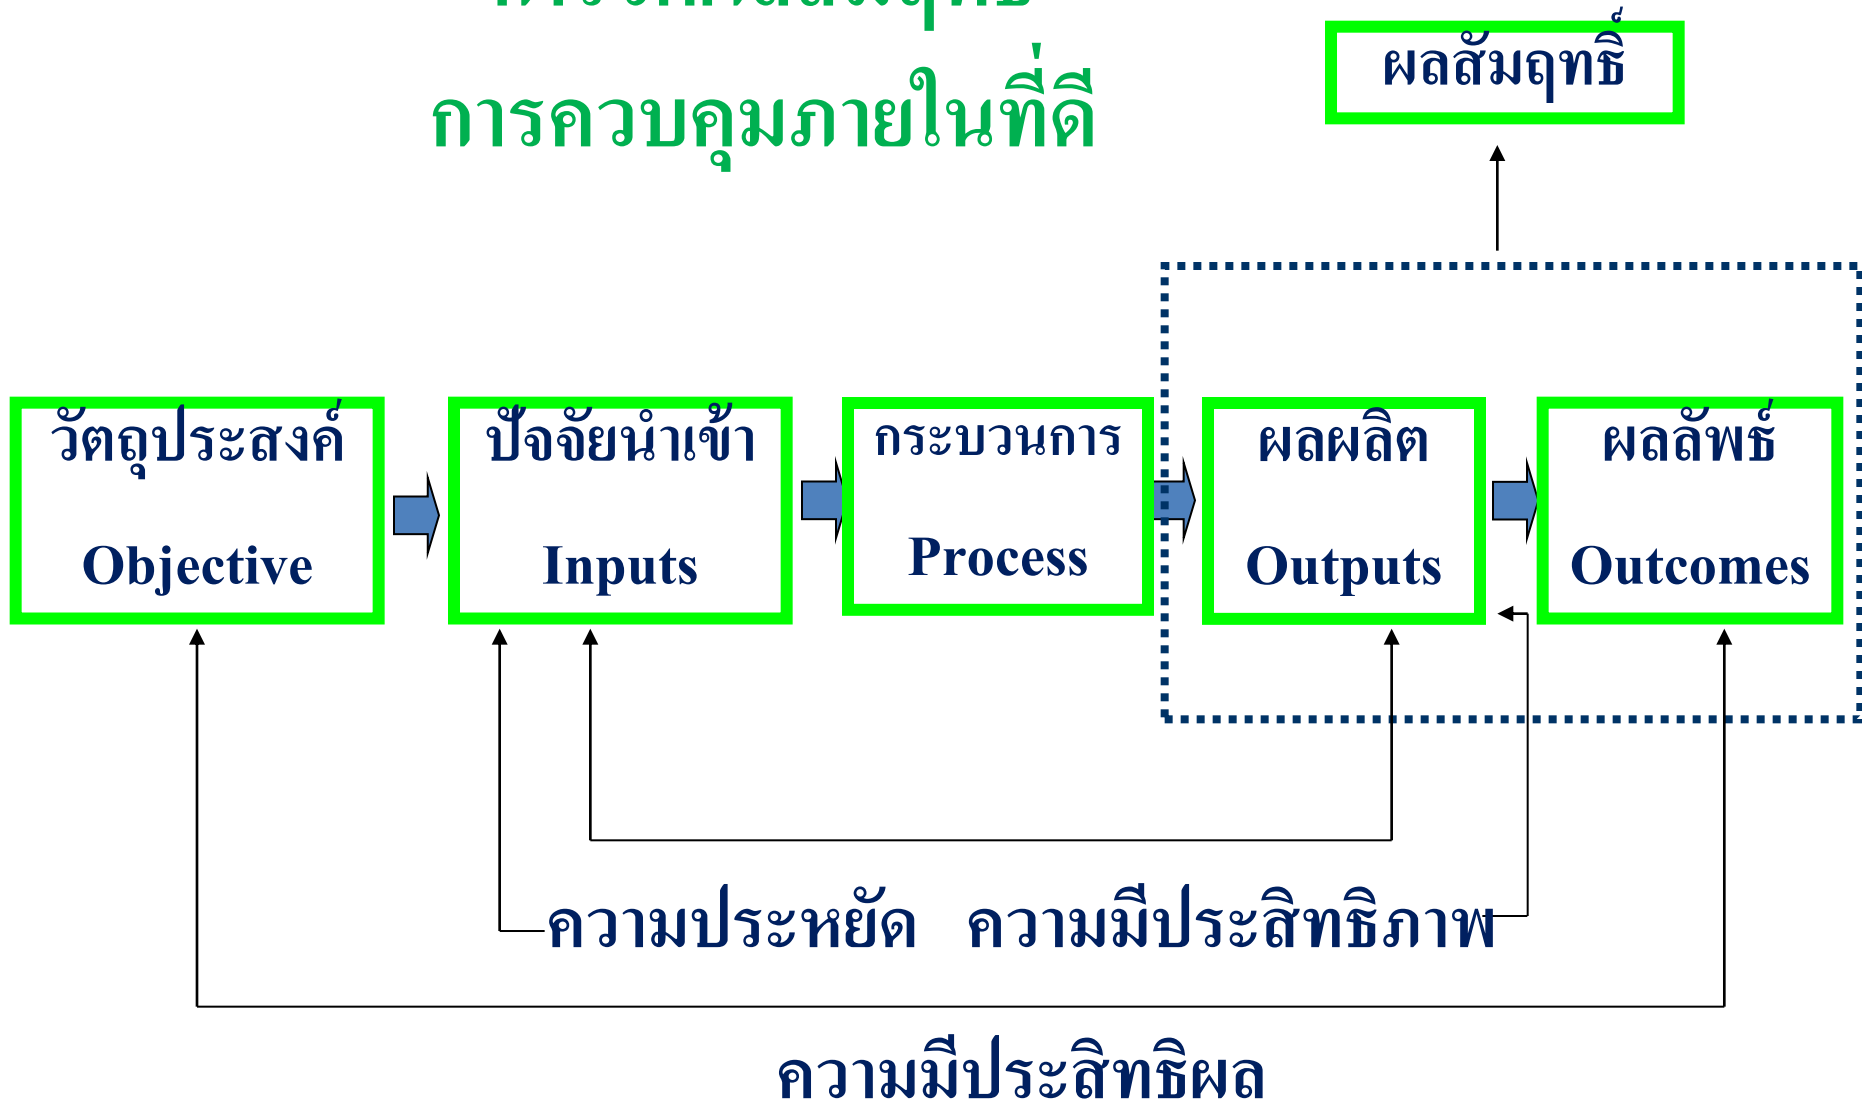 การควบคุมภายในที่ดี
ผลสัมฤทธิ์
วัตถุประสงค์
Objective
ปัจจัยนำเข้า
Inputs
กระบวนการ
Process
ผลผลิต
Outputs
ผลลัพธ์
Outcomes
ความประหยัด ความมีประสิทธิภาพ
ความมีประสิทธิผล